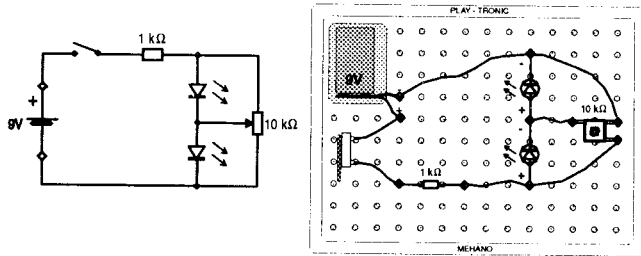 1 kΩ
+
9V
10 kΩ
PLAY - TRONIC
9V
-
+
+
-
+
-
+
10 kΩ
1 kΩ
MEHANO